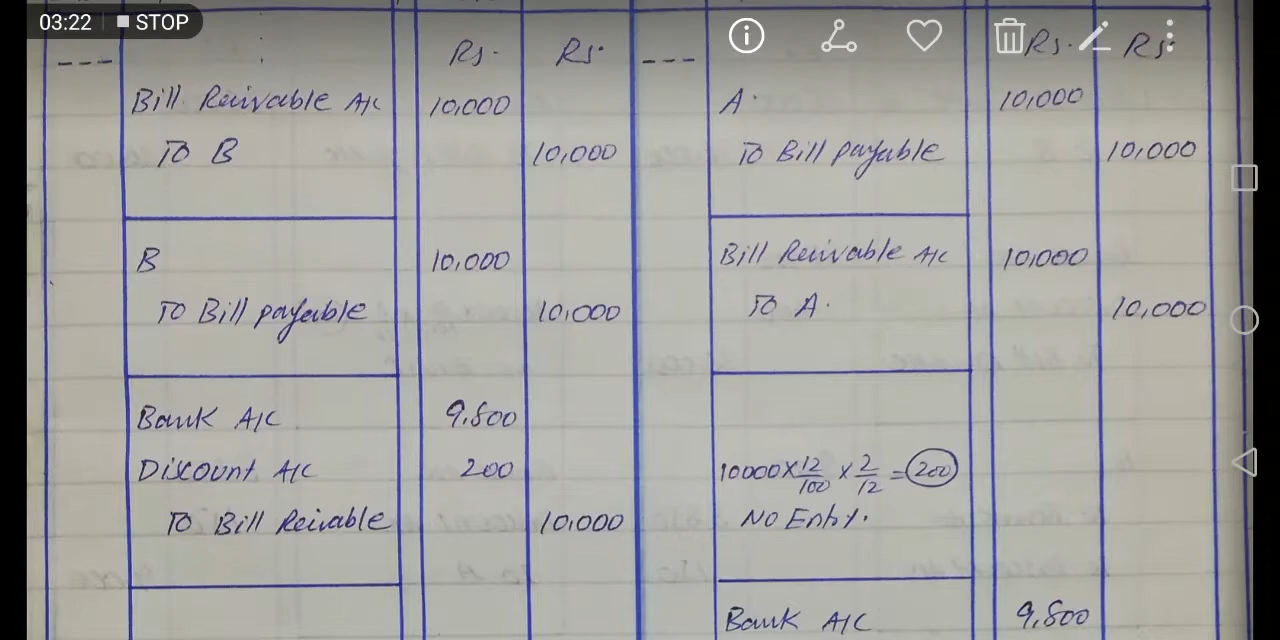 03:22 STOP
Rs. Rs.
Bill Reivable A/c 10,000
To B 10,000
B 10,000
To Bill payable 10,000
Bank A/c 9,800
Discount A/c 200
To Bill Reivable 10,000
Rs. Rs.
A. 10,000
To Bill payable 10,000
Bill Reivable A/c 10,000
To A. 10,000
10000 × 12/100 × 2/12 = 200
No Entry.
Bank A/c 9,800